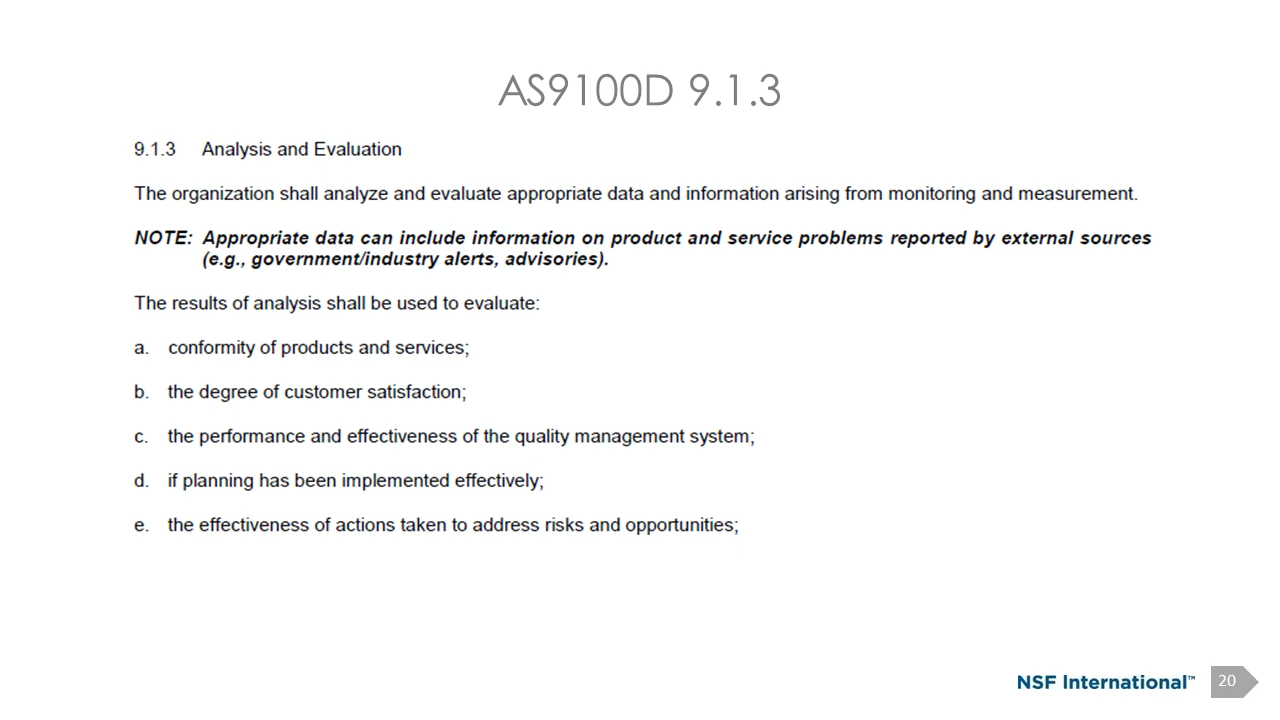 AS9100D 9.1.3
9.1.3 Analysis and Evaluation
The organization shall analyze and evaluate appropriate data and information arising from monitoring and measurement.
NOTE: Appropriate data can include information on product and service problems reported by external sources
(e.g., government/industry alerts, advisories).
The results of analysis shall be used to evaluate:
a. conformity of products and services;
b. the degree of customer satisfaction;
c. the performance and effectiveness of the quality management system;
d. if planning has been implemented effectively;
e. the effectiveness of actions taken to address risks and opportunities;
NSF International™ 20